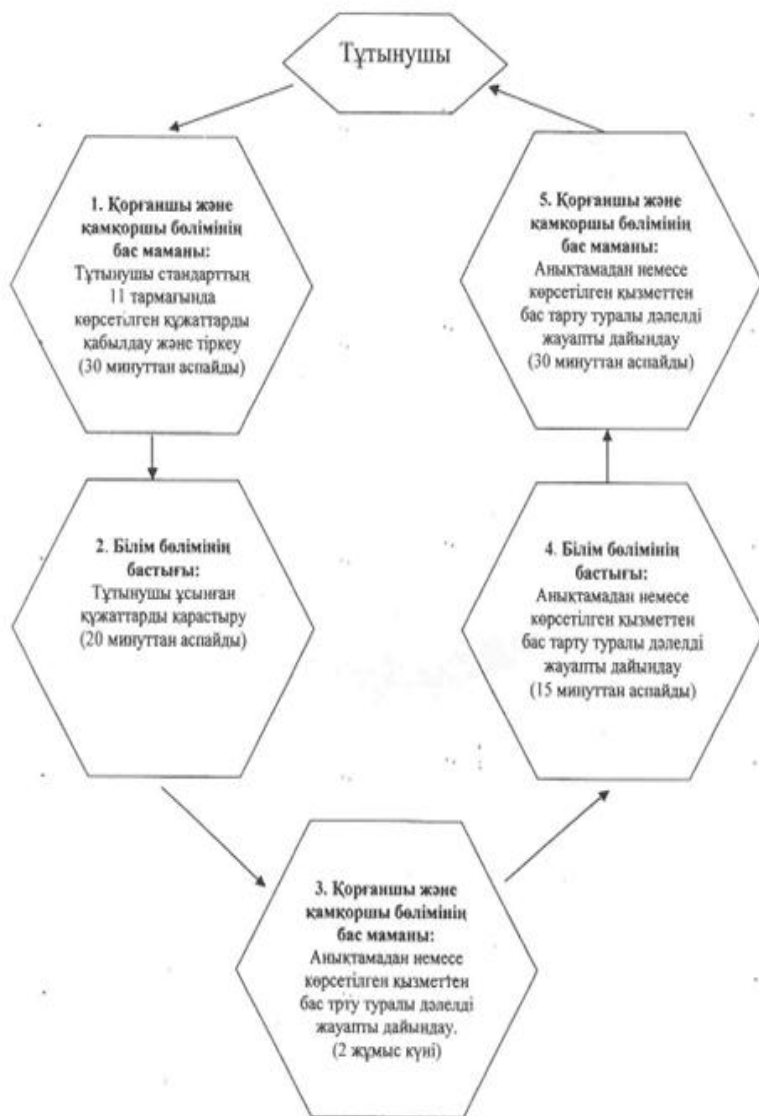 Тұтынушы
1. Қорғаншы және
қамқоршы бөлімінің
бас маманы:
Тұтынушы стандарттың
11 тармағында
көрсетілген құжаттарды
қабылдау және тіркеу
(30 минуттан аспайды)
2. Білім бөлімінің
бастығы:
Тұтынушы ұсынған
құжаттарды қарастыру
(20 минуттан аспайды)
3. Қорғаншы және
қамқоршы бөлімінің
бас маманы:
Анықтамадан немесе
көрсетілген қызметтен
бас трту туралы дәлелді
жауапты дайындау.
(2 жұмыс күні)
4. Білім бөлімінің
бастығы:
Анықтамадан немесе
көрсетілген қызметтен
бас тарту туралы дәлелді
жауапты дайындау
(15 минуттан аспайды)
5. Қорғаншы және
қамқоршы бөлімінің
бас маманы:
Анықтамадан немесе
көрсетілген қызметтен
бас тарту туралы дәлелді
жауапты дайындау
(30 минуттан аспайды)